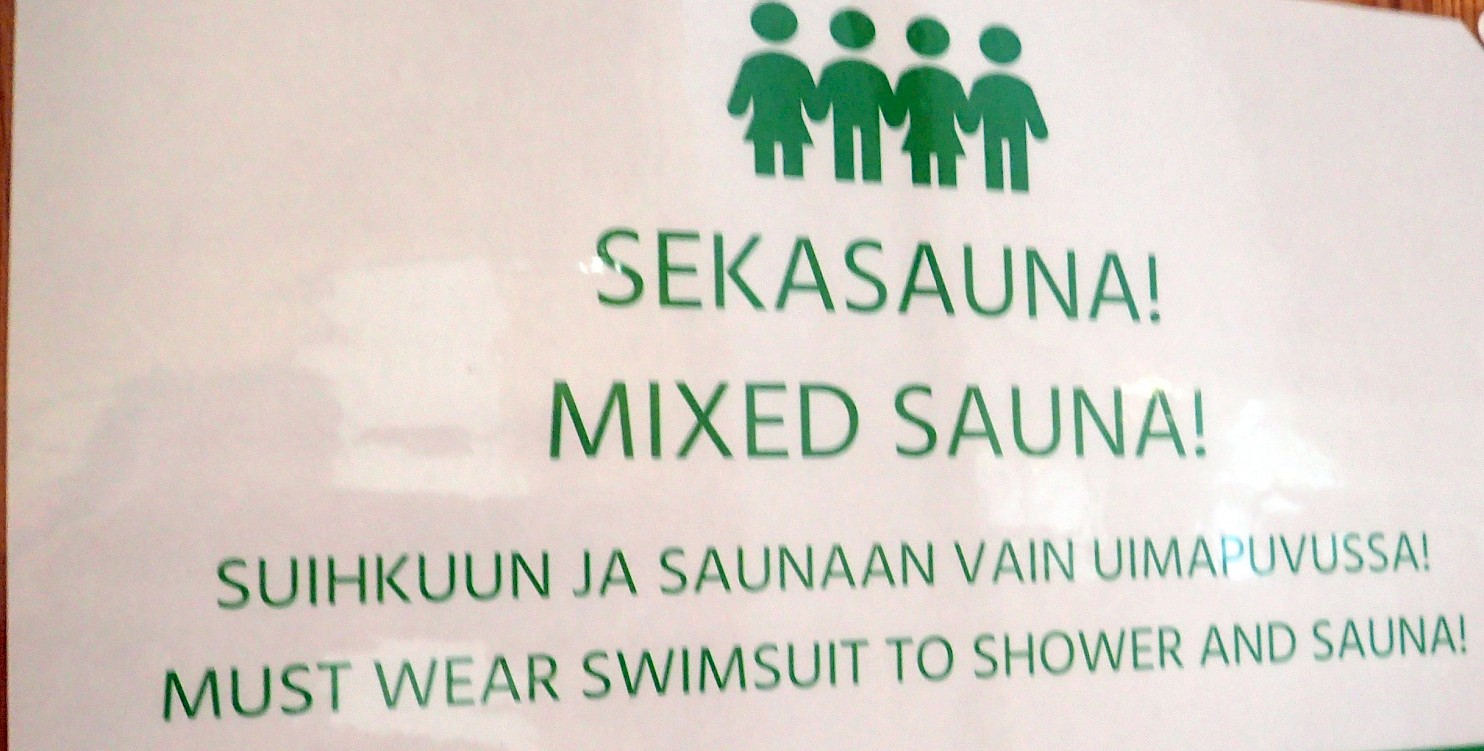 SEKASAUNA!
MIXED SAUNA!
SUIHKUUN JA SAUNAAN VAIN UIMAPUVUSSA!
MUST WEAR SWIMSUIT TO SHOWER AND SAUNA!